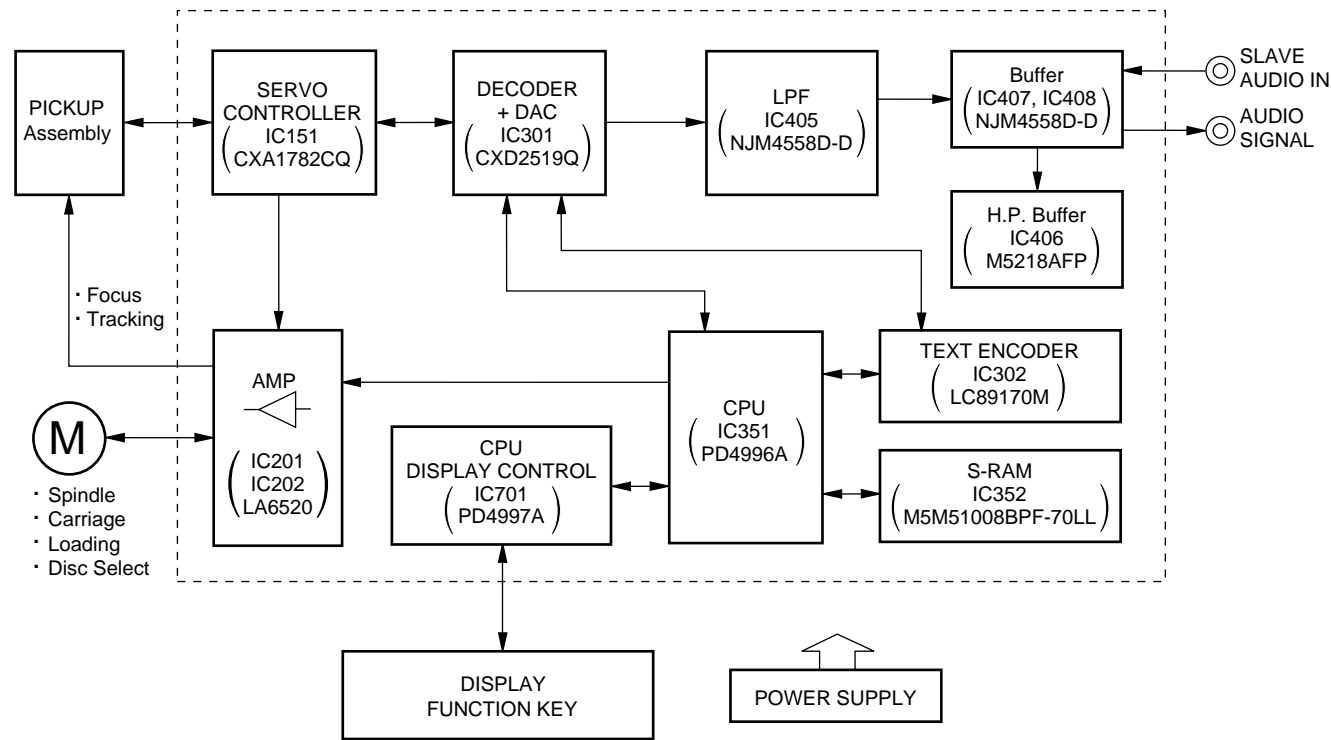 PICKUP
Assembly
SERVO
CONTROLLER
IC151
CXA1782CQ
DECODER
+ DAC
IC301
CXD2519Q
LPF
IC405
NJM4558D-D
Buffer
IC407, IC408
NJM4558D-D
SLAVE
AUDIO IN
AUDIO
SIGNAL
H.P. Buffer
IC406
M5218AFP
· Focus
· Tracking
AMP
IC201
IC202
LA6520
M
· Spindle
· Carriage
· Loading
· Disc Select
CPU
DISPLAY CONTROL
IC701
PD4997A
CPU
IC351
PD4996A
TEXT ENCODER
IC302
LC89170M
S-RAM
IC352
M5M51008BPF-70LL
DISPLAY
FUNCTION KEY
POWER SUPPLY